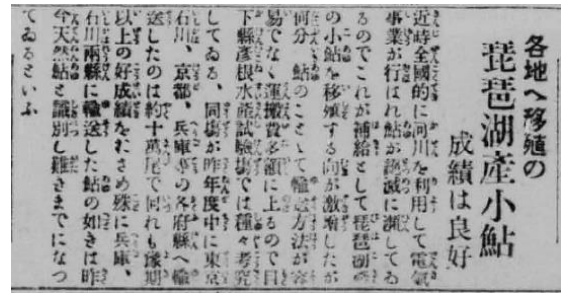 各地へ移殖の
琵琶湖産小鮎
成績は良好
近時全國的に河川を利用して電氣
事業が行はれ鮎が絶滅に瀕してゐ
るのでこれが補給として琵琶湖産
の小鮎を移殖する向が激増したが
何分　鮎のこととて輸送方法が容
易でなく運搬費多額に上るので目
下縣彦根水産試驗場では種々考究
してゐる、同場が昨年度中に東京
石川、京都、兵庫等の各府縣へ輸
送したのは約十萬尾で何れも豫期
以上の好成績をおさめ殊に兵庫、
石川兩縣に輸送した鮎の如きは昨
今天然鮎と識別し難きまでになつ
てゐるといふ